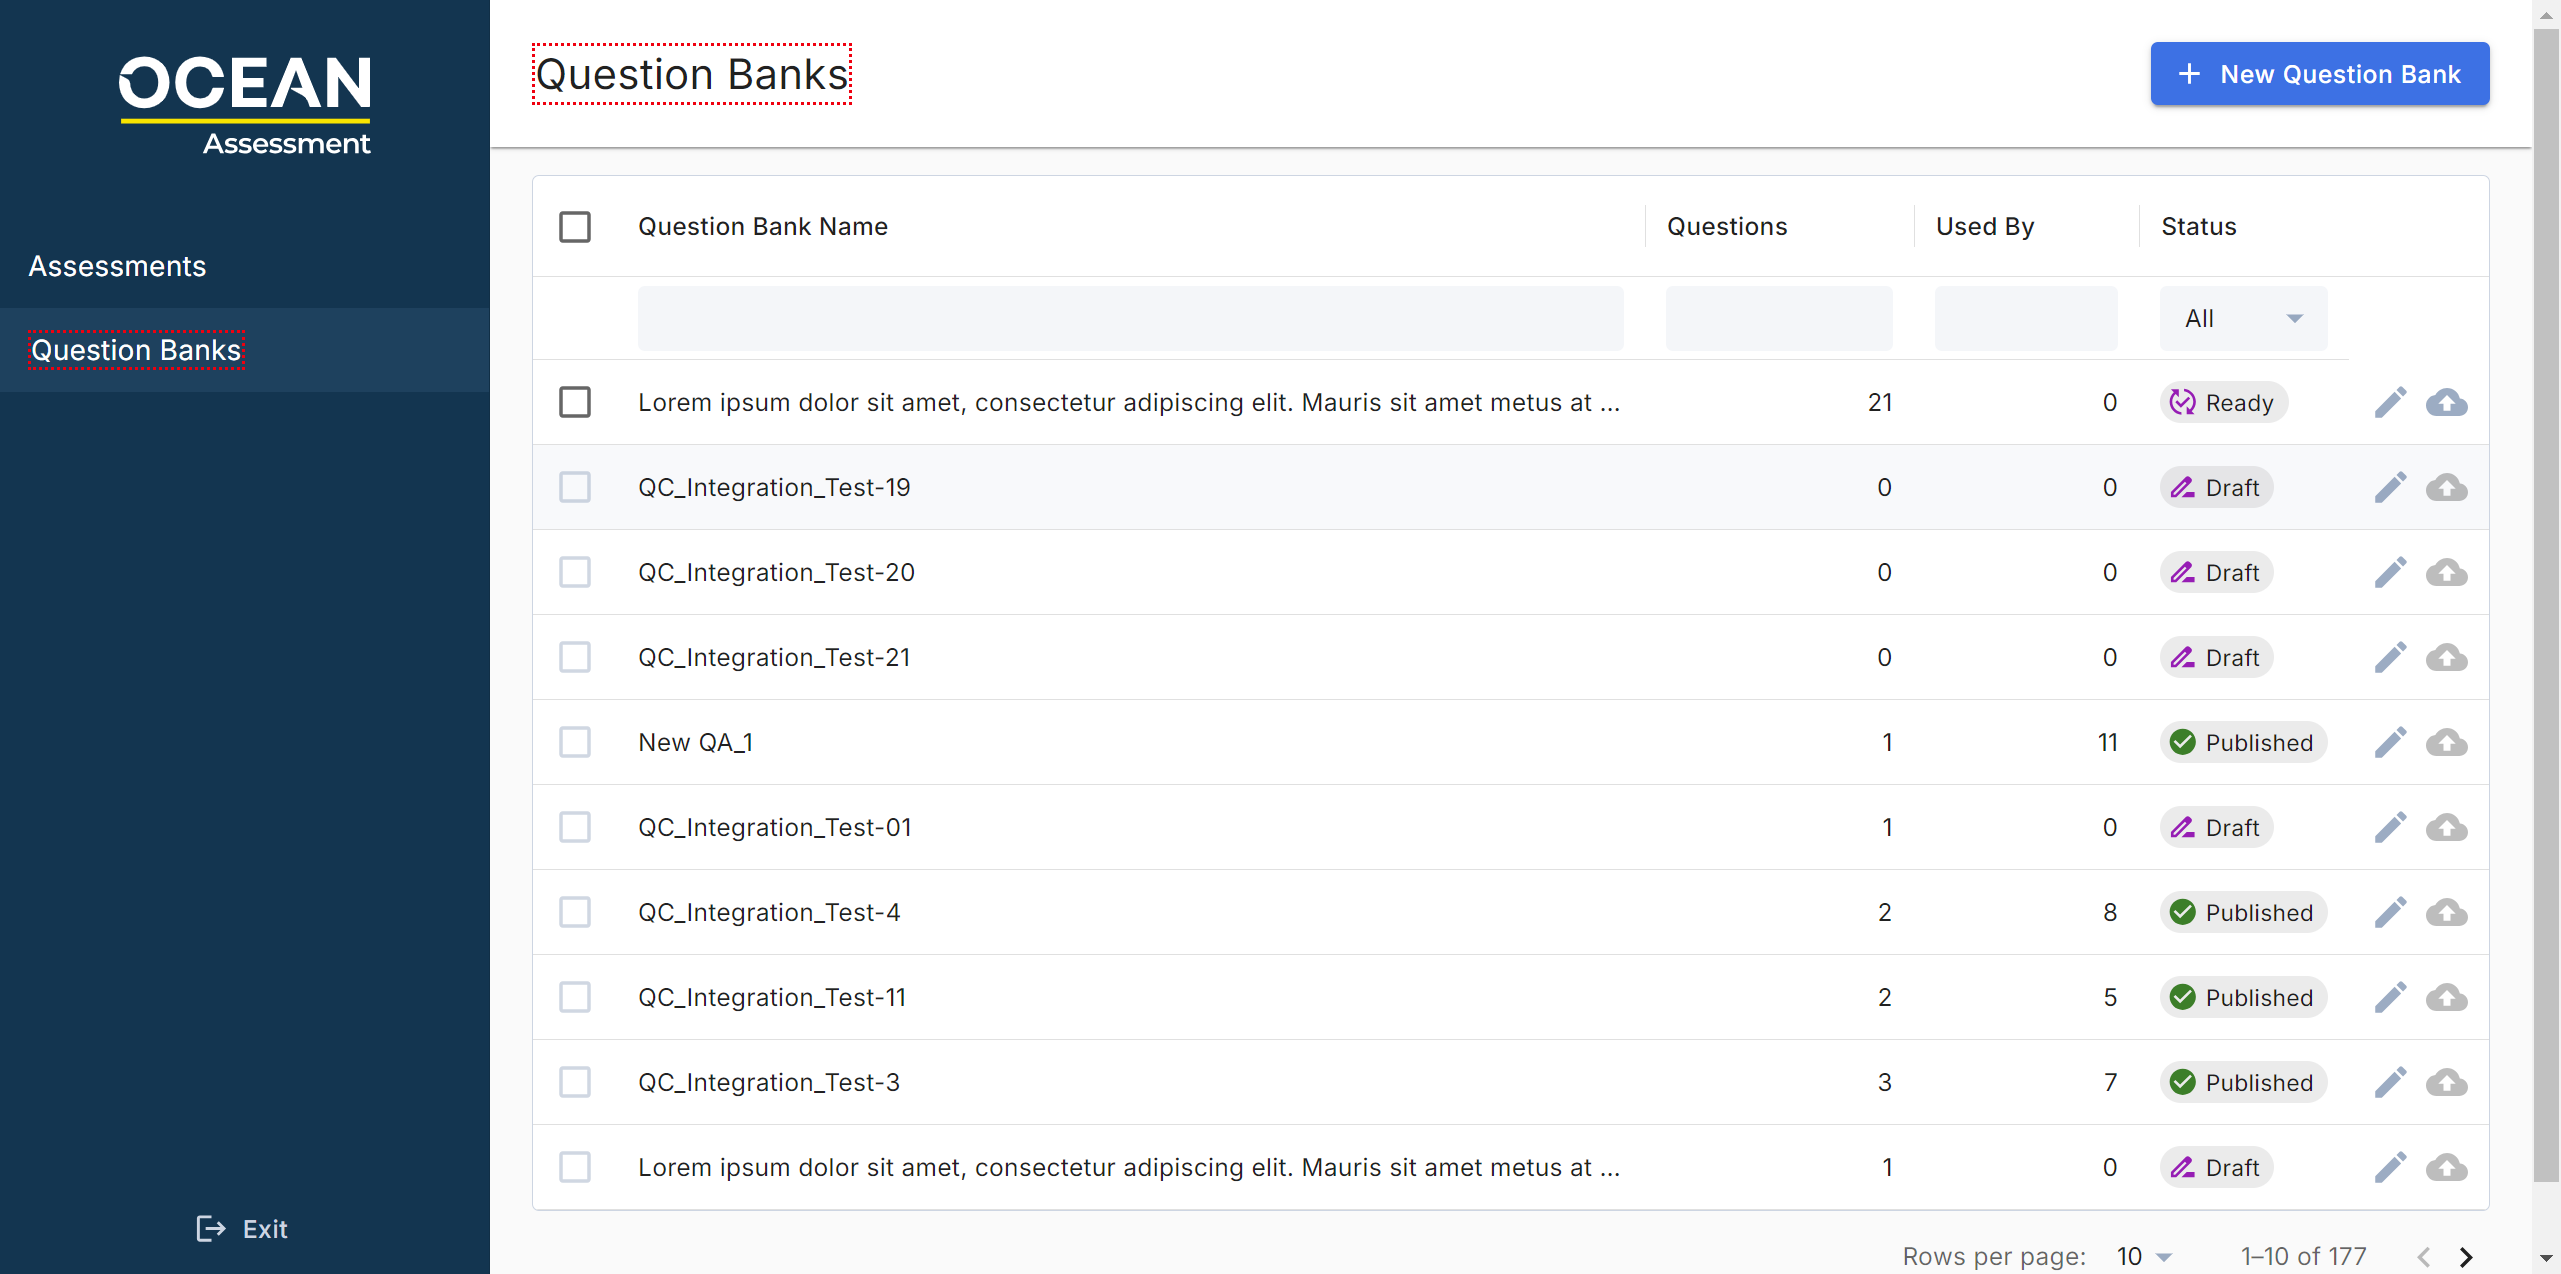 OCEAN
Assessment
Assessments
Question Banks
Exit
Question Banks
+ New Question Bank
Question Bank Name Questions Used By Status
All
Lorem ipsum dolor sit amet, consectetur adipiscing elit. Mauris sit amet metus at ... 21 0 Ready
QC_Integration_Test-19 0 0 Draft
QC_Integration_Test-20 0 0 Draft
QC_Integration_Test-21 0 0 Draft
New QA_1 1 11 Published
QC_Integration_Test-01 1 0 Draft
QC_Integration_Test-4 2 8 Published
QC_Integration_Test-11 2 5 Published
QC_Integration_Test-3 3 7 Published
Lorem ipsum dolor sit amet, consectetur adipiscing elit. Mauris sit amet metus at ... 1 0 Draft
Rows per page: 10 1–10 of 177